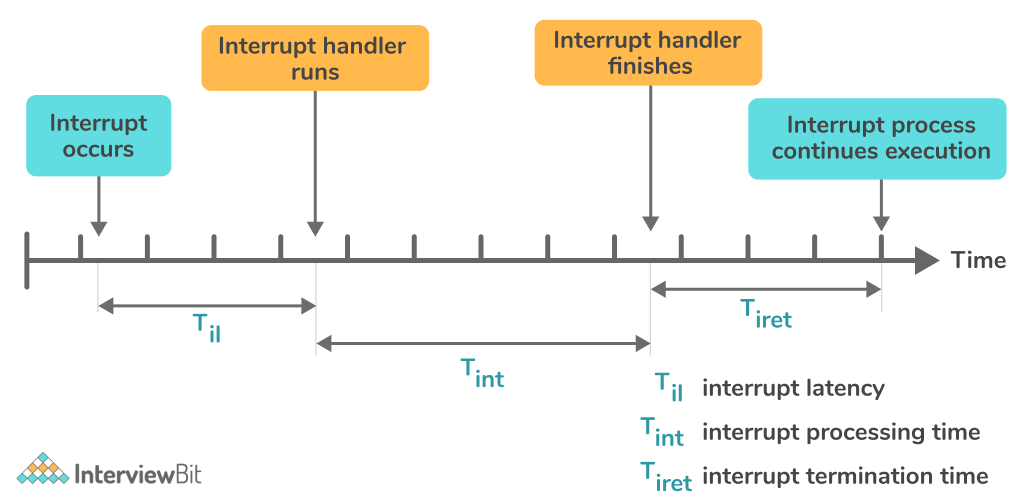 Interrupt handler
runs
Interrupt handler
finishes
Interrupt
occurs
Interrupt process
continues execution
Time
Til
Tiret
Tint
Til interrupt latency
Tint interrupt processing time
Tiret interrupt termination time
InterviewBit